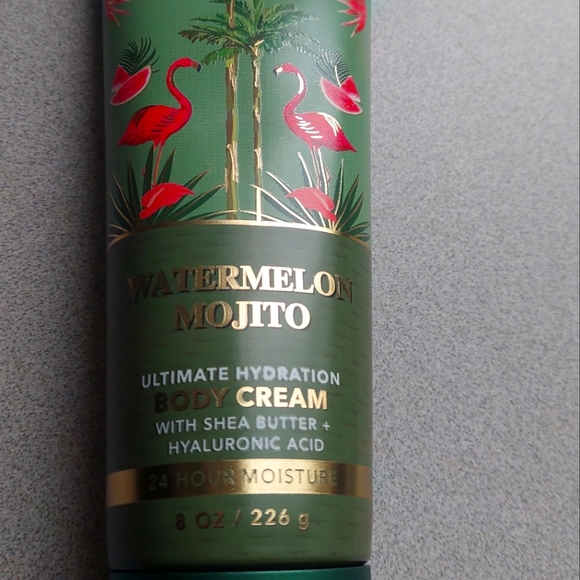 WATERMELON
MOJITO
ULTIMATE HYDRATION
BODY CREAM
WITH SHEA BUTTER +
HYALURONIC ACID
24 HOUR MOISTURE
8 OZ / 226 g